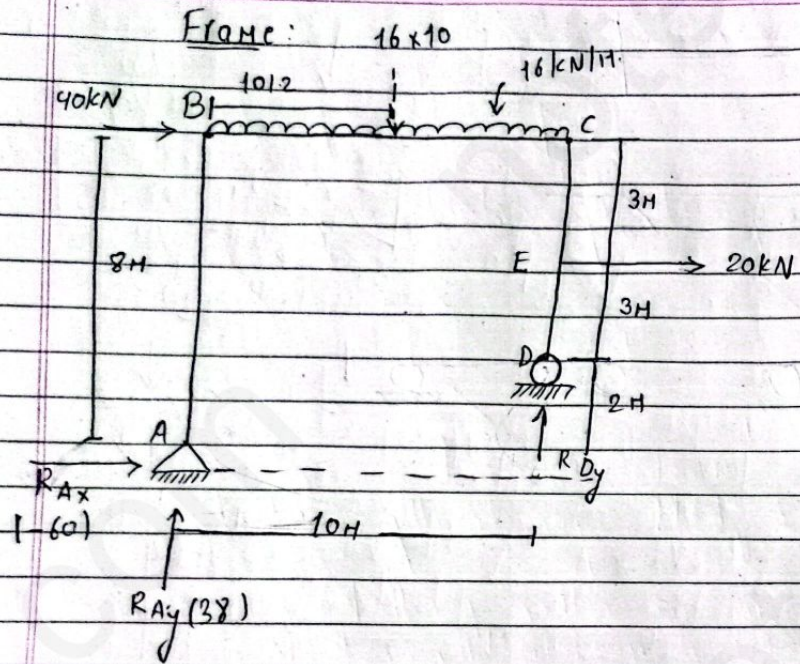 Frame:
16 x 10
16 kN/M.
10/2
40kN
B
C
3M
8M
E
20kN
3M
D
2M
A
R Dy
RAx
(-60)
10M
RAy (38)